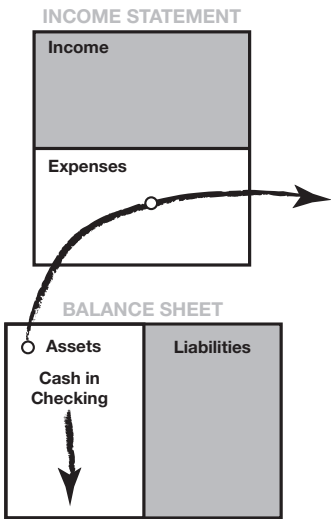 INCOME STATEMENT
Income
Expenses
BALANCE SHEET
Assets
Liabilities
Cash in
Checking